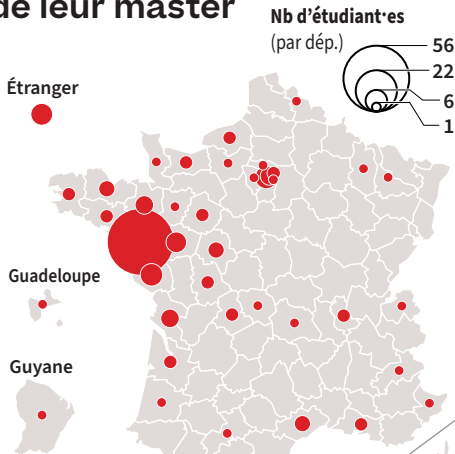 de leur master
Nb d'étudiant·es
(par dép.)
56
22
6
1
Étranger
Guadeloupe
Guyane